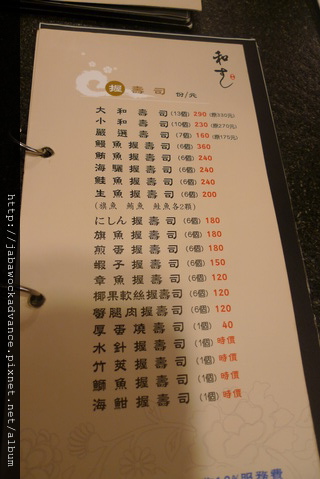 和す
握壽司 份/元
大和壽司(13個) 290 (原330元)
小和壽司(10個) 230 (原270元)
嚴選壽司(7個) 160 (原175元)
鰻魚握壽司(6個) 360
鮪魚握壽司(6個) 240
海鱺握壽司(6個) 240
鮭魚握壽司(6個) 240
生魚握壽司(6個) 200
(旗魚 鮪魚 鮭魚各2顆)
にしん握壽司(6個) 180
旗魚握壽司(6個) 180
煎蛋握壽司(6個) 180
蝦子握壽司(6個) 150
章魚握壽司(6個) 120
椰果軟絲握壽司(6個) 120
蟹腿肉握壽司(6個) 120
厚蛋燒壽司(1個) 40
水針握壽司(1個) 時價
竹筴握壽司(1個) 時價
鰤魚握壽司(1個) 時價
海魽握壽司(1個) 時價
10%服務費
http://jabawockadvance.pixnet.net/album